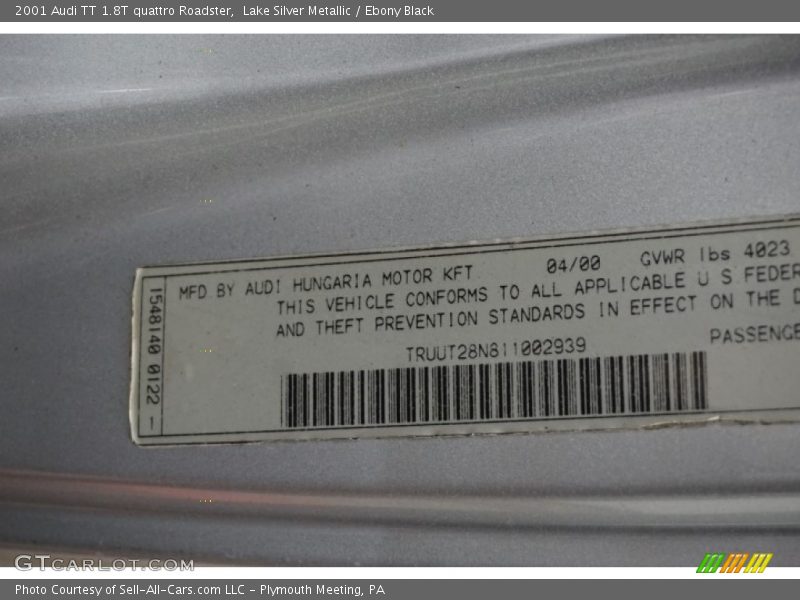 2001 Audi TT 1.8T quattro Roadster, Lake Silver Metallic / Ebony Black
MFD BY AUDI HUNGARIA MOTOR KFT 04/00 GVWR lbs 4023
THIS VEHICLE CONFORMS TO ALL APPLICABLE U S FEDER
AND THEFT PREVENTION STANDARDS IN EFFECT ON THE D
TRUUT28N811002939 PASSENGE
1548140 0122 -
GTCARLOT.COM
Photo Courtesy of Sell-All-Cars.com LLC - Plymouth Meeting, PA